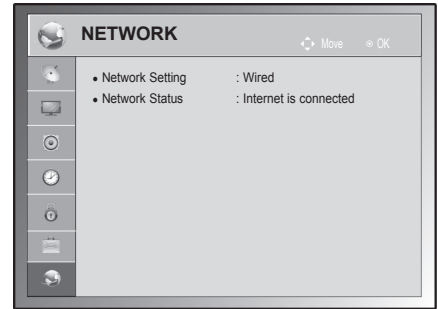 NETWORK
Move OK
• Network Setting : Wired
• Network Status : Internet is connected